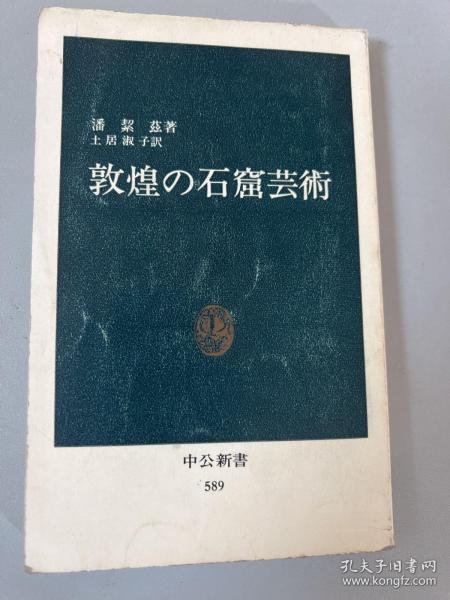 潘絜茲著
土居淑子訳
敦煌の石窟芸術
中公新書
589
孔夫子旧书网
www.kongfz.com